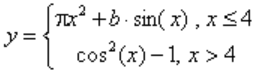 y = { πx² + b · sin( x) , x ≤ 4
cos²(x) − 1, x > 4